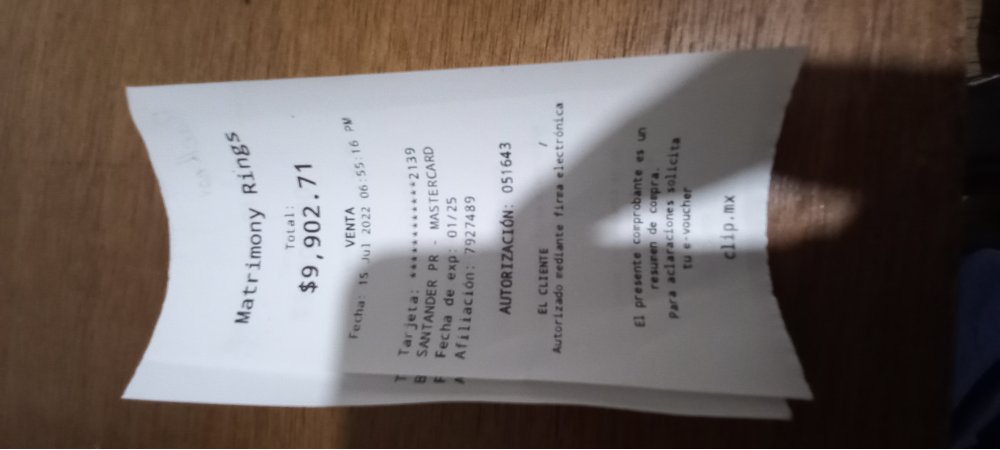 Matrimony Rings
Total:
$9,902.71
VENTA
Fecha: 15 Jul 2022 06:55:16 PM
T Tarjeta: ************2139
B SANTANDER PR - MASTERCARD
F Fecha de exp: 01/25
A Afiliación: 7927489
AUTORIZACIÓN: 051643
EL CLIENTE /
Autorizado mediante firma electrónica
El presente comprobante es un
resumen de compra.
Para aclaraciones solicita
tu e-voucher
clip.mx